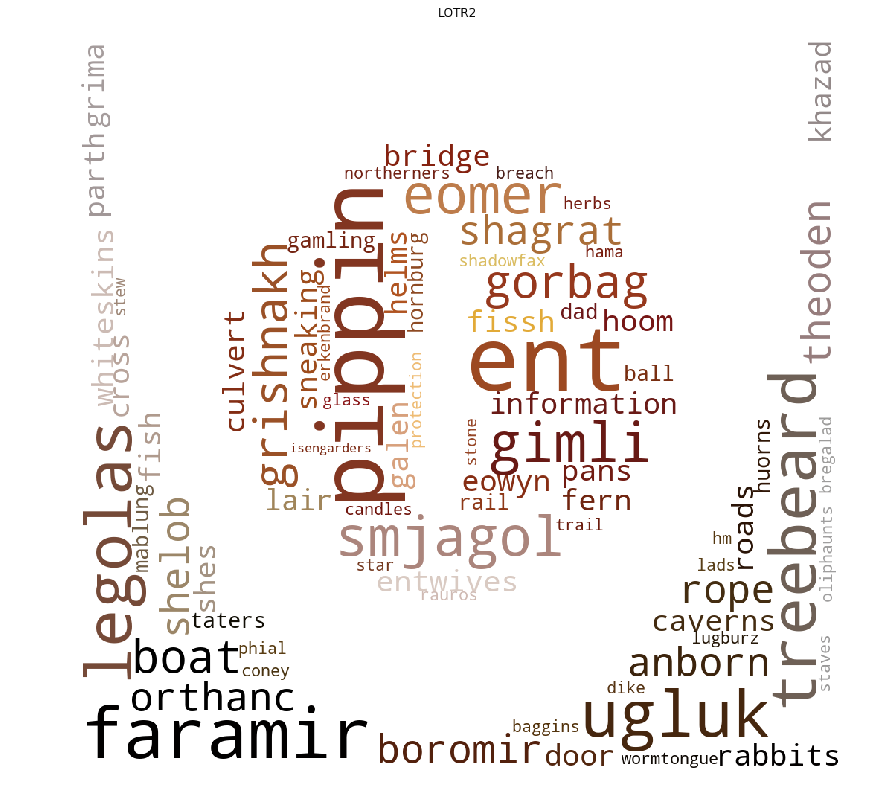 LOTR2
parthgrima
khazad
bridge
northerners
breach
eomer
herbs
pippin
shagrat
gamling
helms
hornburg
hama
shadowfax
whiteskins
stew
theoden
grishnakh
sneaking
erkenbrand
gorbag
dad
fissh
hoom
culvert
cross
ent
glass
protection
ball
information
treebeard
legolas
fish
galen
isengarders
stone
gimli
huorns
bregalad
eowyn
pans
lair
rail
fern
candles
mablung
shelob
roads
oliphaunts
smjagol
trail
hm
shes
star
lads
entwives
rauros
rope
taters
caverns
lugburz
boat
phial
coney
anborn
staves
orthanc
dike
faramir
baggins
ugluk
boromir
door
wormtongue
rabbits